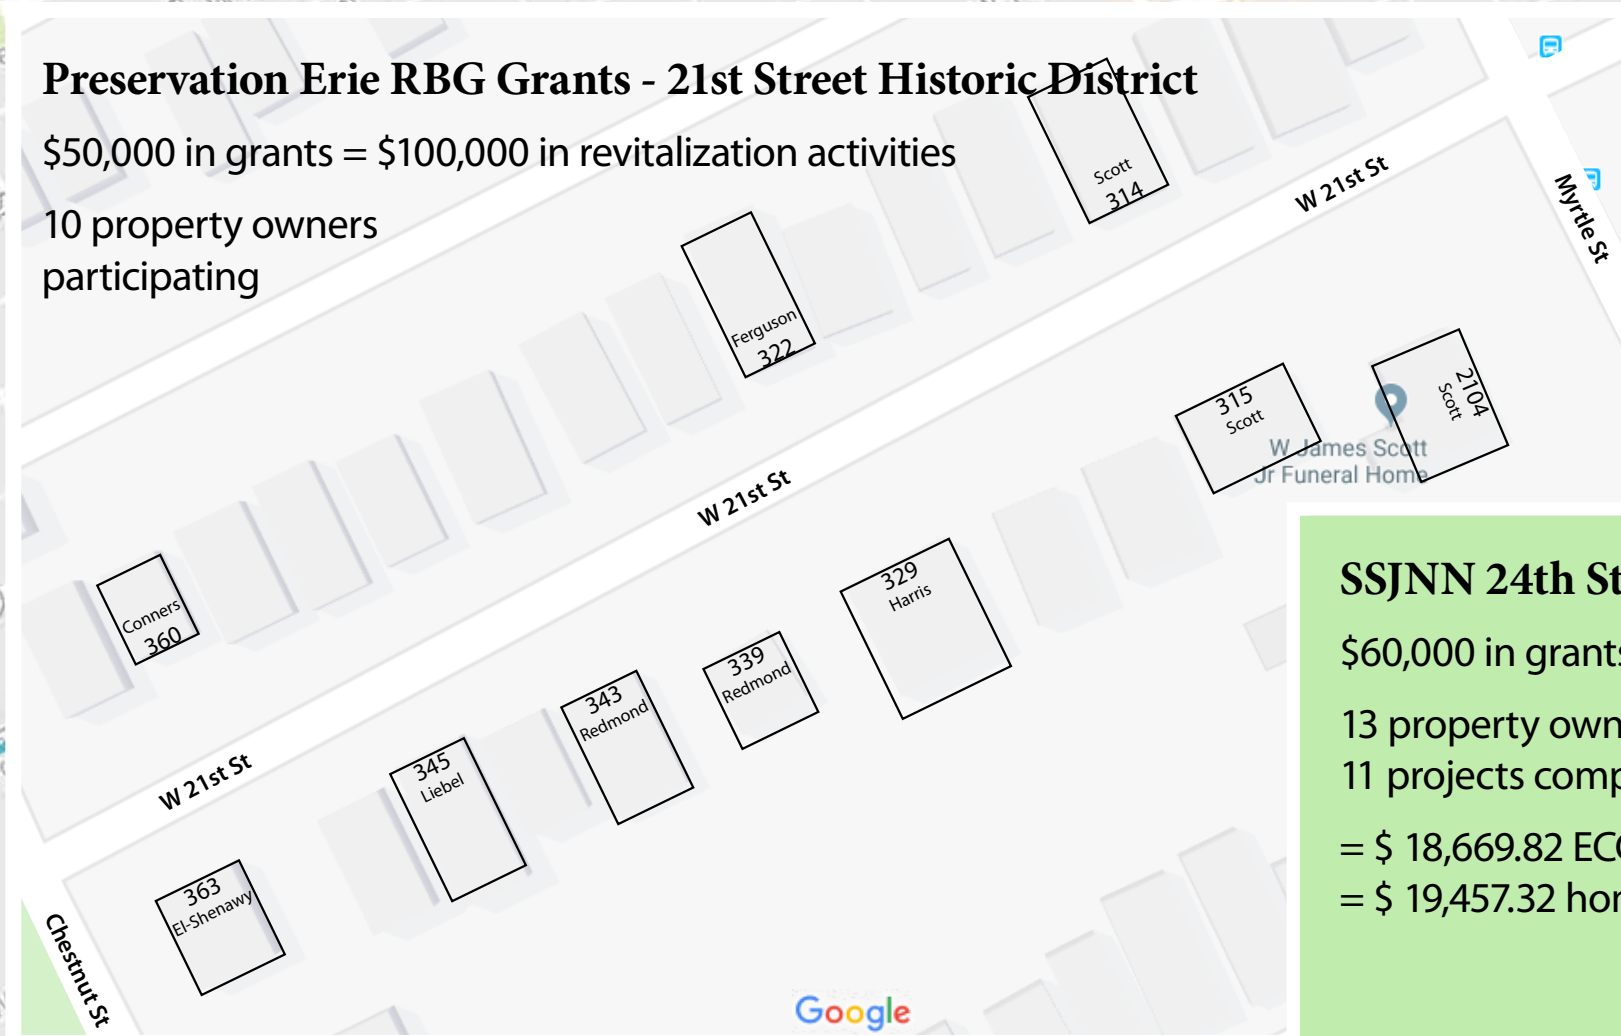 Preservation Erie RBG Grants - 21st Street Historic District
$50,000 in grants = $100,000 in revitalization activities
10 property owners
participating
Scott
314
W 21st St
Myrtle St
Ferguson
322
2104
Scott
315
Scott
W James Scott
Jr Funeral Home
W 21st St
329
Harris
Conners
360
339
Redmond
343
Redmond
345
Liebel
W 21st St
363
El-Shenawy
Chestnut St
Google
SSJNN 24th St
$60,000 in grants
13 property own
11 projects comp
= $ 18,669.82 EC
= $ 19,457.32 hor